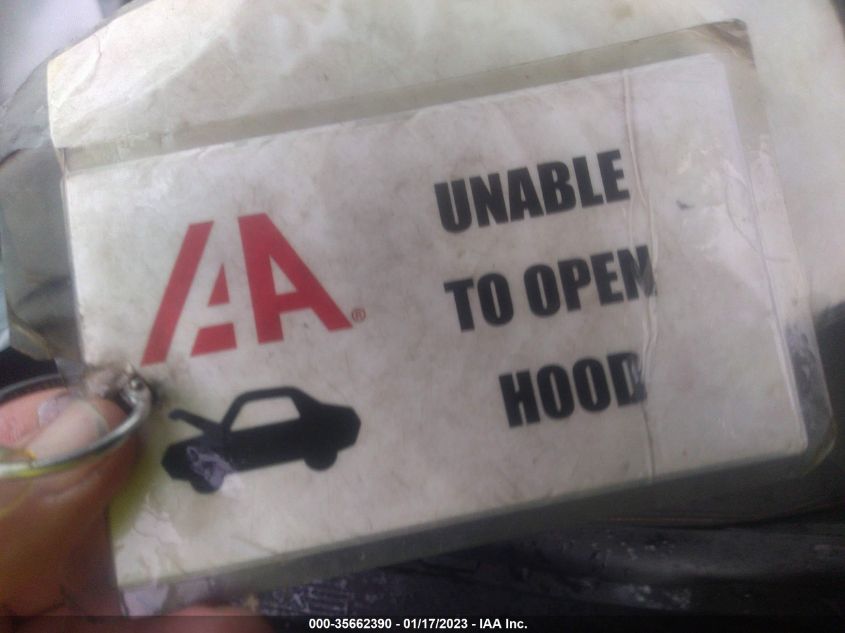 IAA®
UNABLE
TO OPEN
HOOD
000-35662390 - 01/17/2023 - IAA Inc.